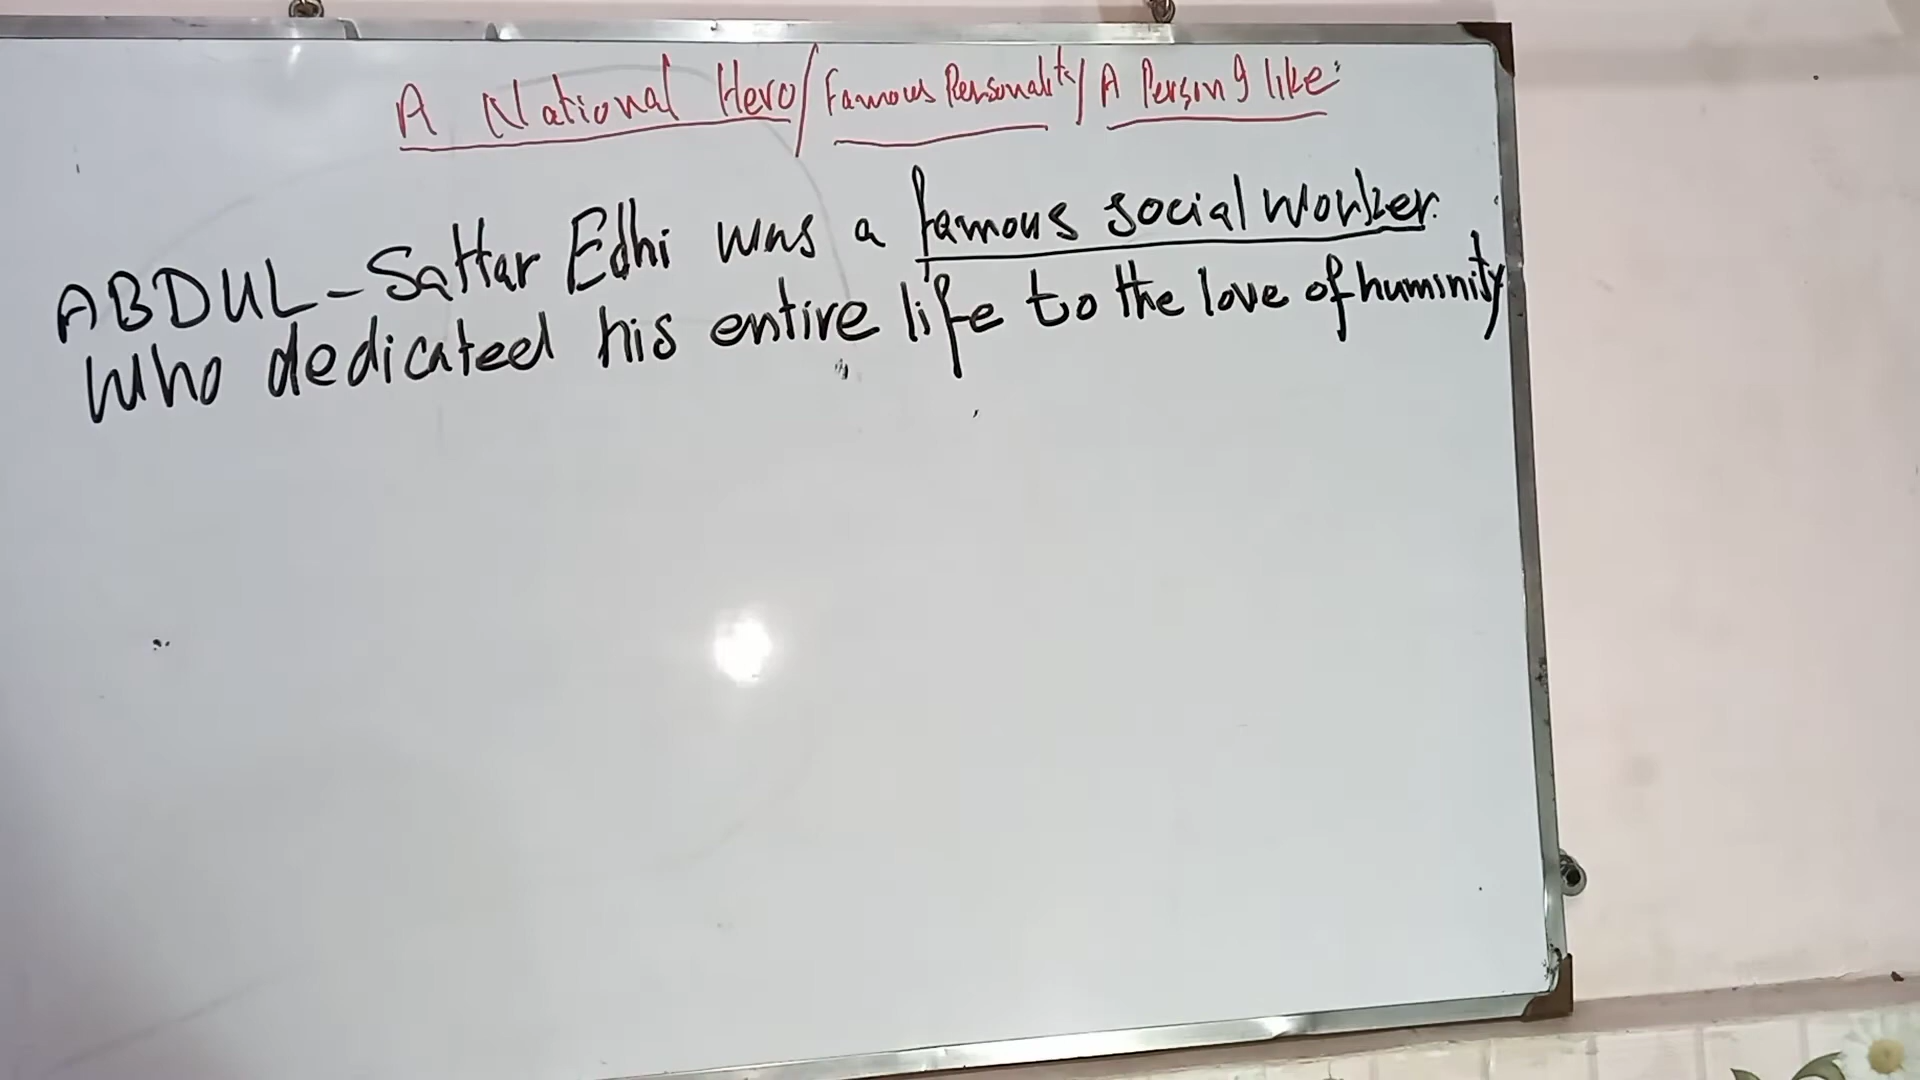 A National Hero/Famous Personality/A Person I like:
ABDUL-Sattar Edhi was a famous social worker.
Who dedicated his entire life to the love of huminity